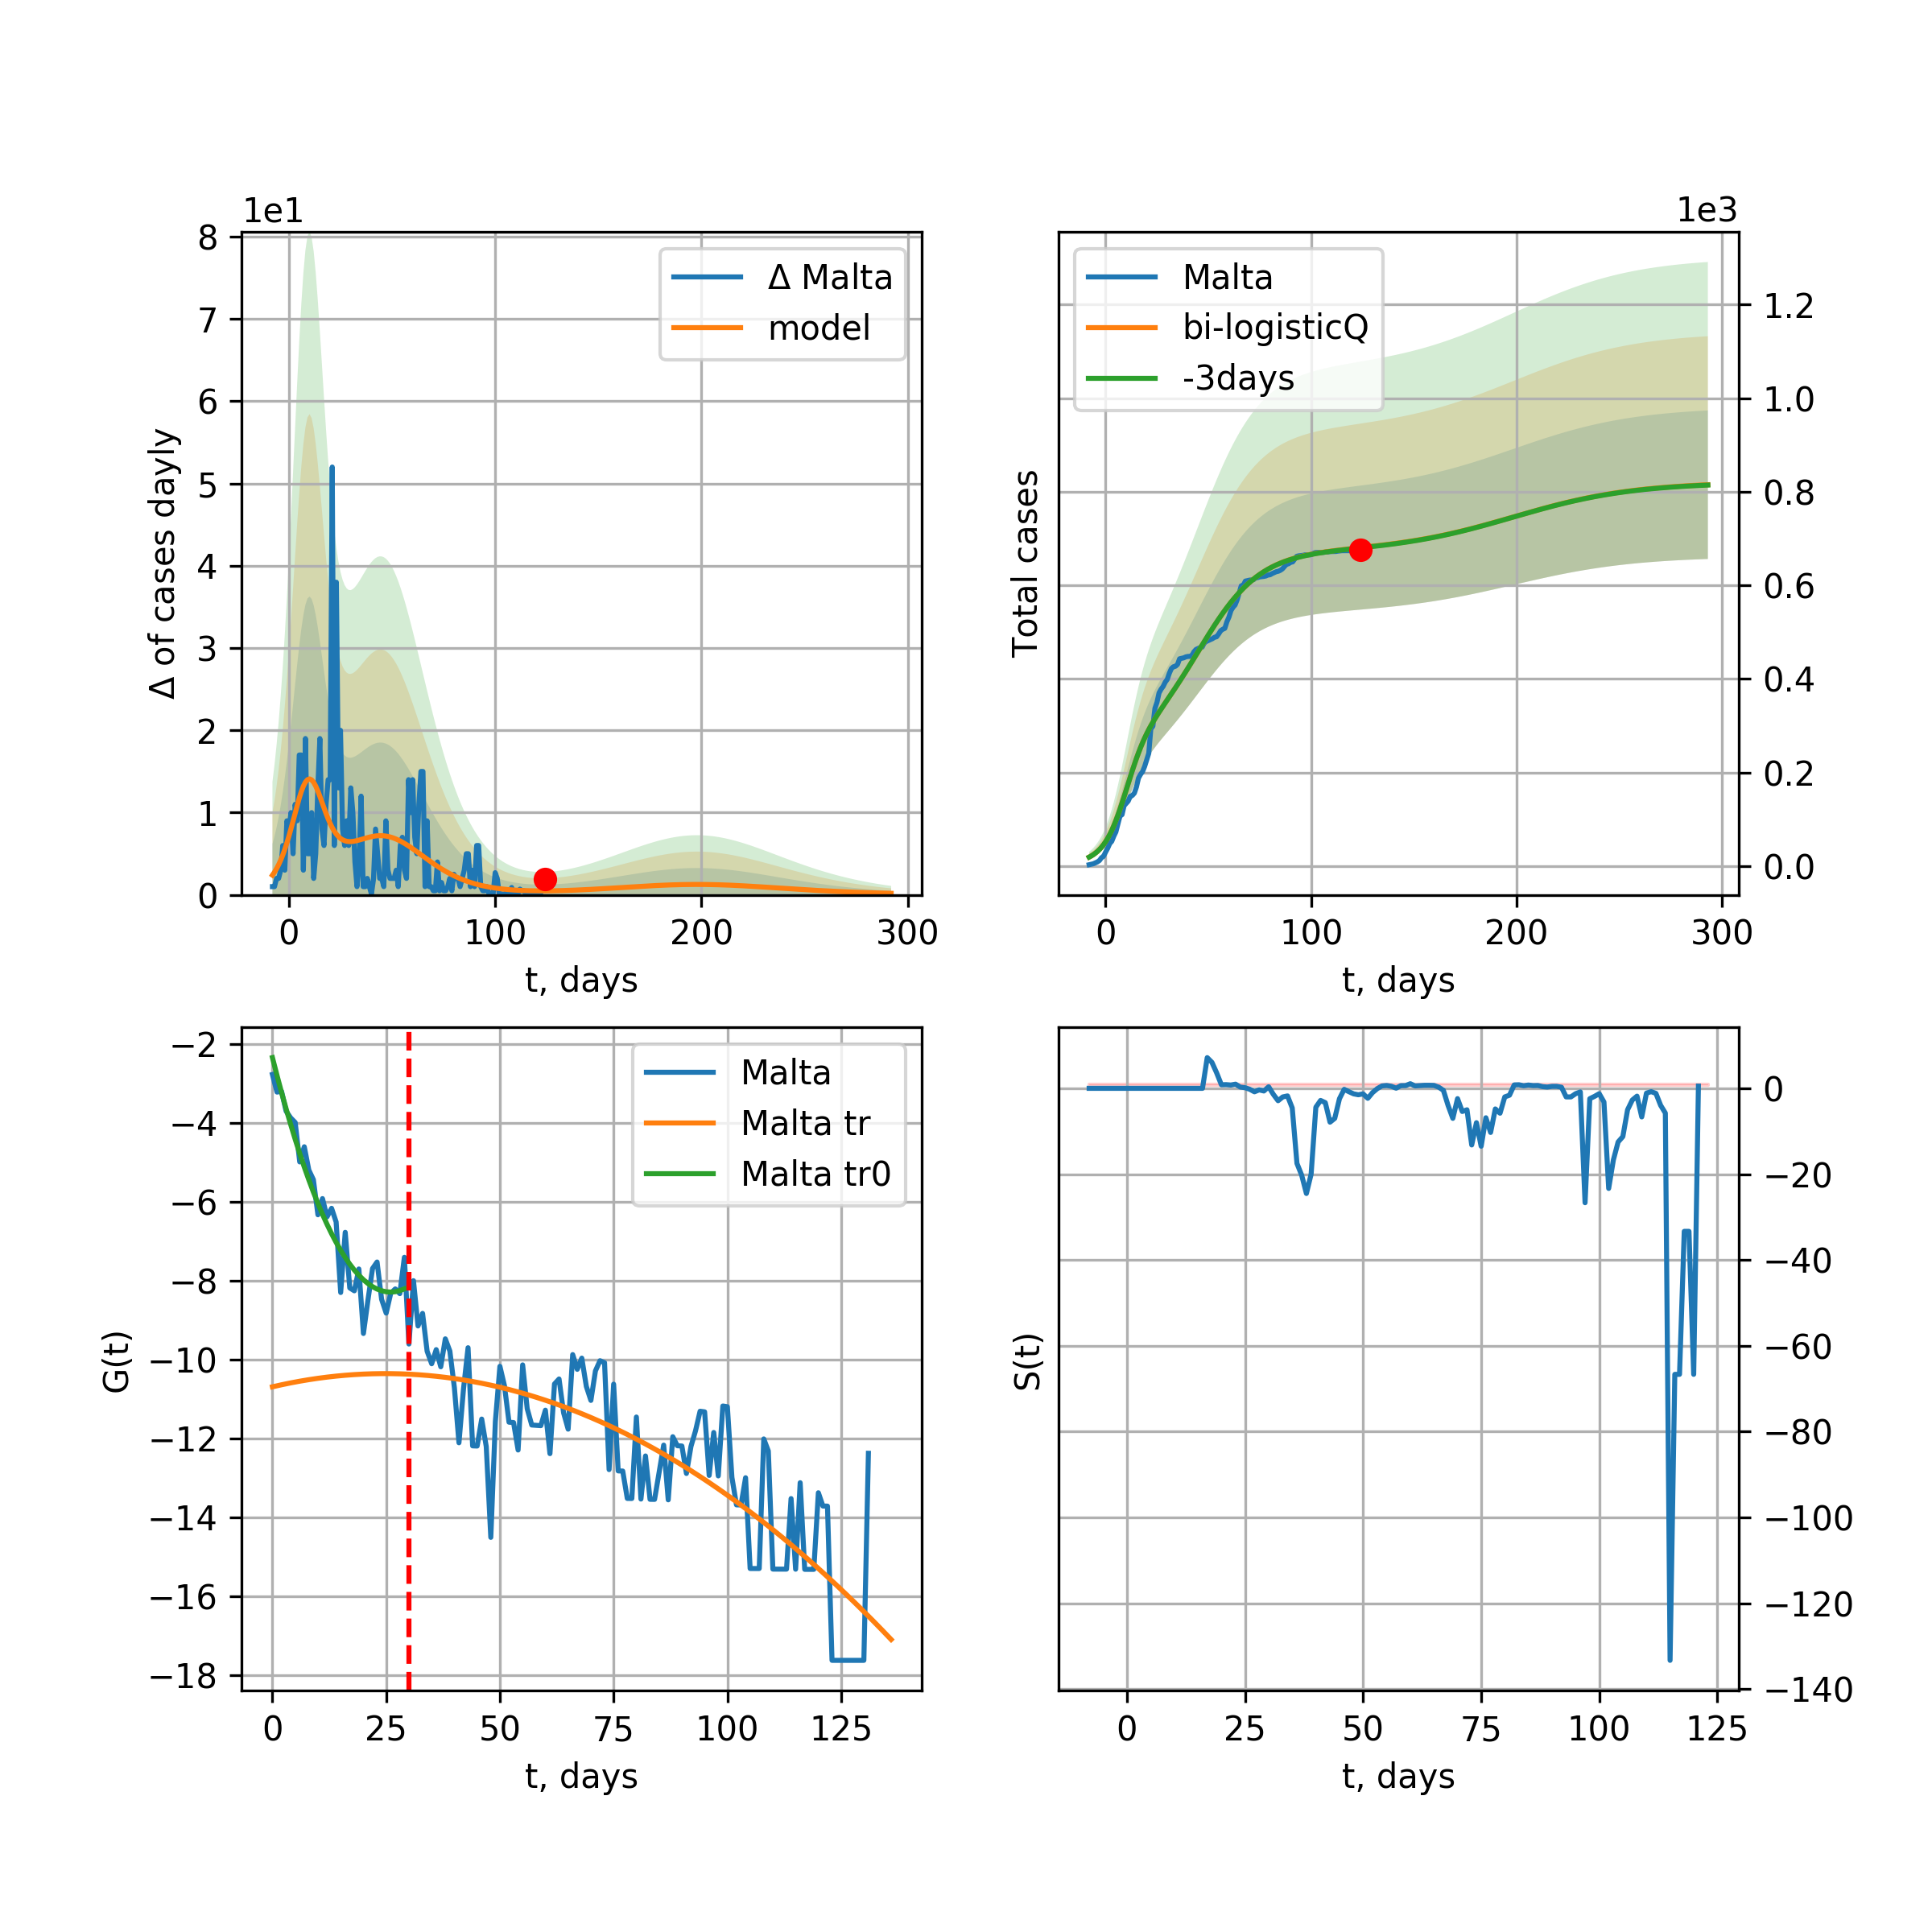 1e1
8
7
6
5
4
3
2
1
0
Δ of cases dayly
Δ Malta
model
0
100
200
300
t, days
1e3
Total cases
Malta
bi-logisticQ
-3days
1.2
1.0
0.8
0.6
0.4
0.2
0.0
0
100
200
300
t, days
−2
−4
−6
−8
−10
−12
−14
−16
−18
G(t)
Malta
Malta tr
Malta tr0
0
25
50
75
100
125
t, days
S(t)
0
−20
−40
−60
−80
−100
−120
−140
0
25
50
75
100
125
t, days